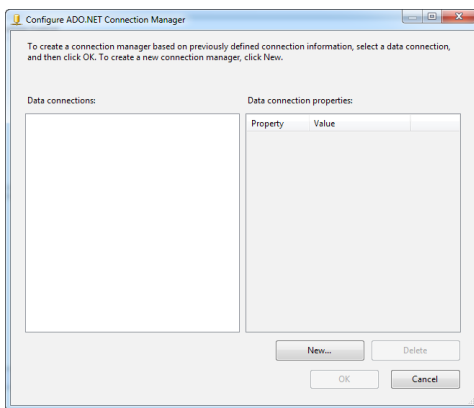 Configure ADO.NET Connection Manager
To create a connection manager based on previously defined connection information, select a data connection,
and then click OK. To create a new connection manager, click New.
Data connections:
Data connection properties:
Property Value
New... Delete
OK Cancel